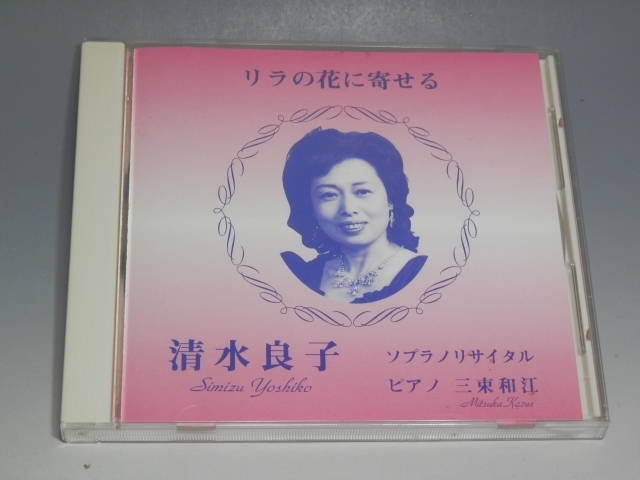 リラの花に寄せる
清水良子
Simizu Yoshiko
ソプラノリサイタル
ピアノ 三束和江
Mitsuka Kazue